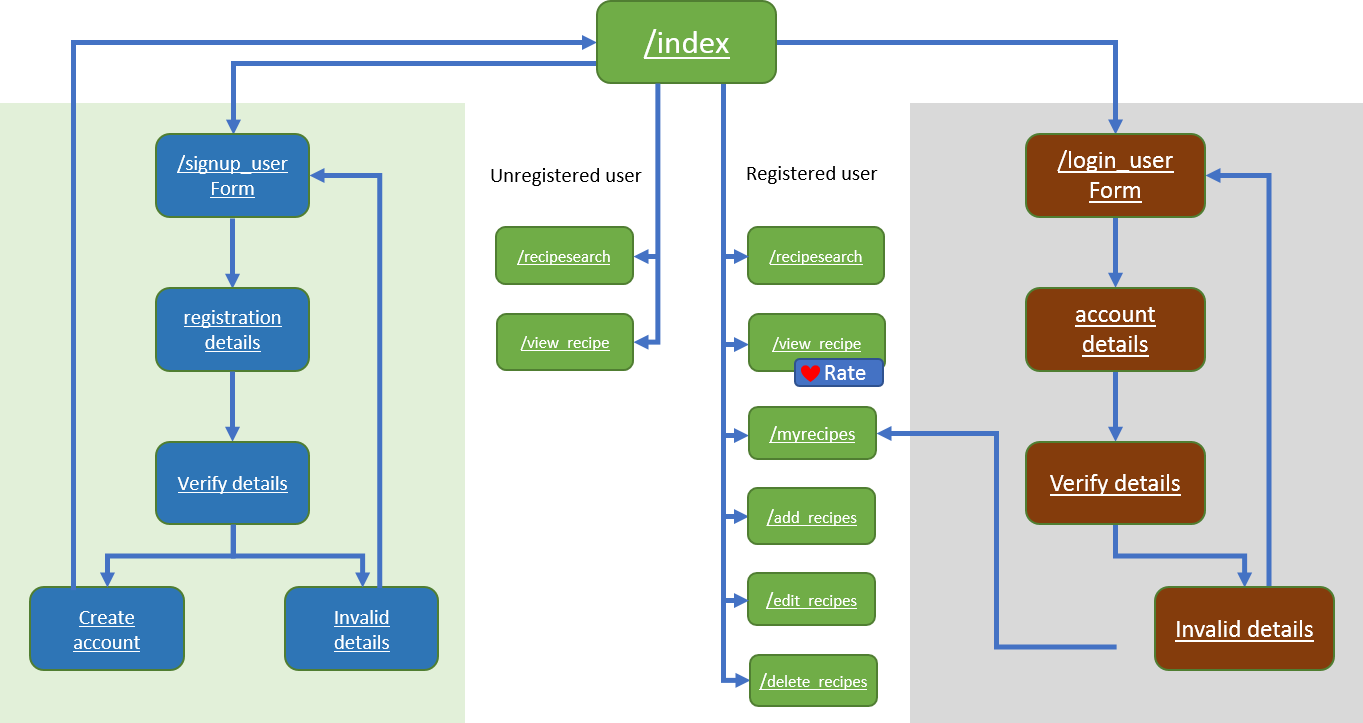 /index
/signup_user
Form
registration
details
Verify details
Create
account
Invalid
details
Unregistered user
/recipesearch
/view_recipe
Registered user
/recipesearch
/view_recipe
Rate
/myrecipes
/add_recipes
/edit_recipes
/delete_recipes
/login_user
Form
account
details
Verify details
Invalid details